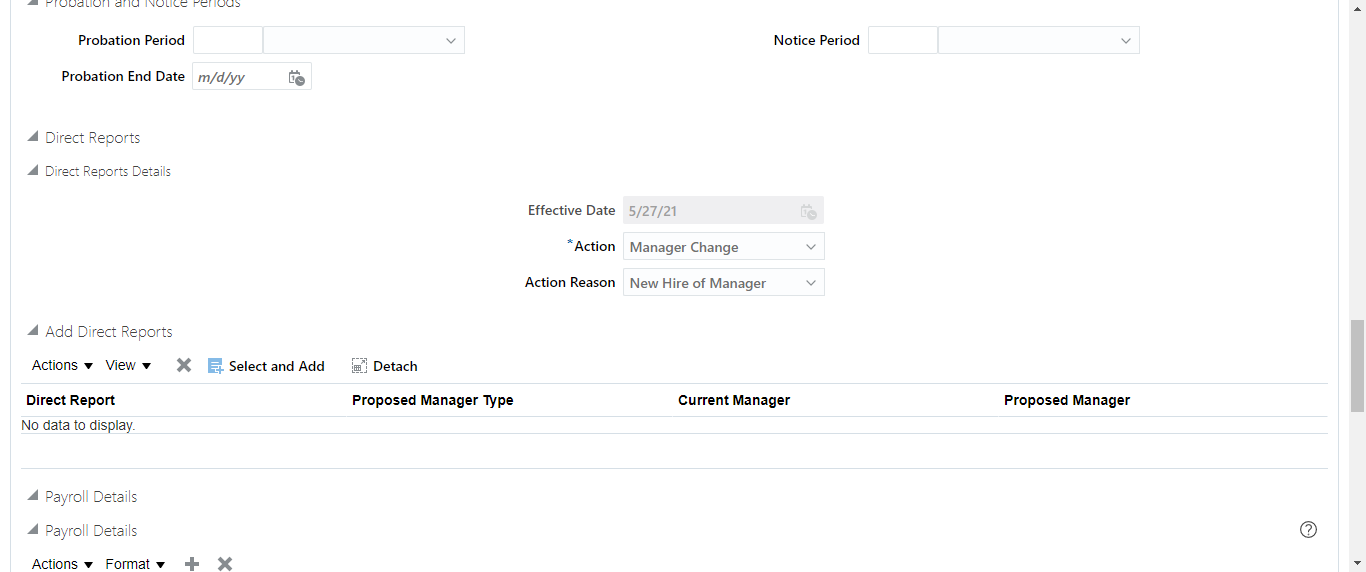 Probation and Notice Periods
Probation Period
Notice Period
Probation End Date m/d/yy
Direct Reports
Direct Reports Details
Effective Date 5/27/21
*Action Manager Change
Action Reason New Hire of Manager
Add Direct Reports
Actions View Select and Add Detach
Direct Report Proposed Manager Type Current Manager Proposed Manager
No data to display.
Payroll Details
Payroll Details
Actions Format